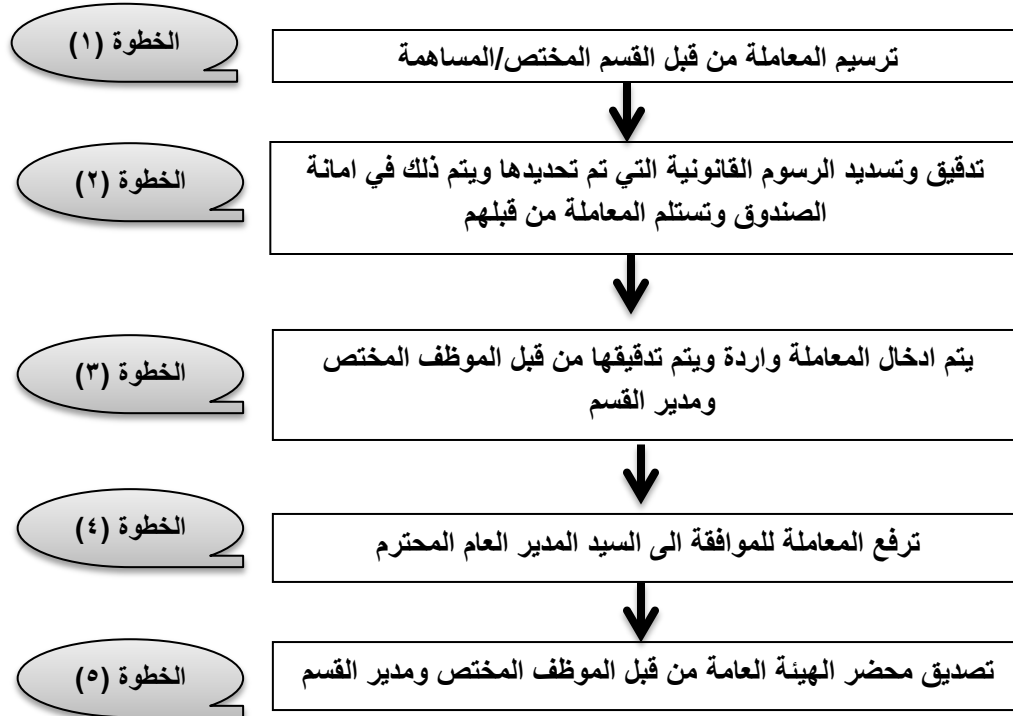 الخطوة (١)
ترسيم المعاملة من قبل القسم المختص/المساهمة
الخطوة (٢)
تدقيق وتسديد الرسوم القانونية التي تم تحديدها ويتم ذلك في امانة
الصندوق وتستلم المعاملة من قبلهم
الخطوة (٣)
يتم ادخال المعاملة واردة ويتم تدقيقها من قبل الموظف المختص
ومدير القسم
الخطوة (٤)
ترفع المعاملة للموافقة الى السيد المدير العام المحترم
الخطوة (٥)
تصديق محضر الهيئة العامة من قبل الموظف المختص ومدير القسم